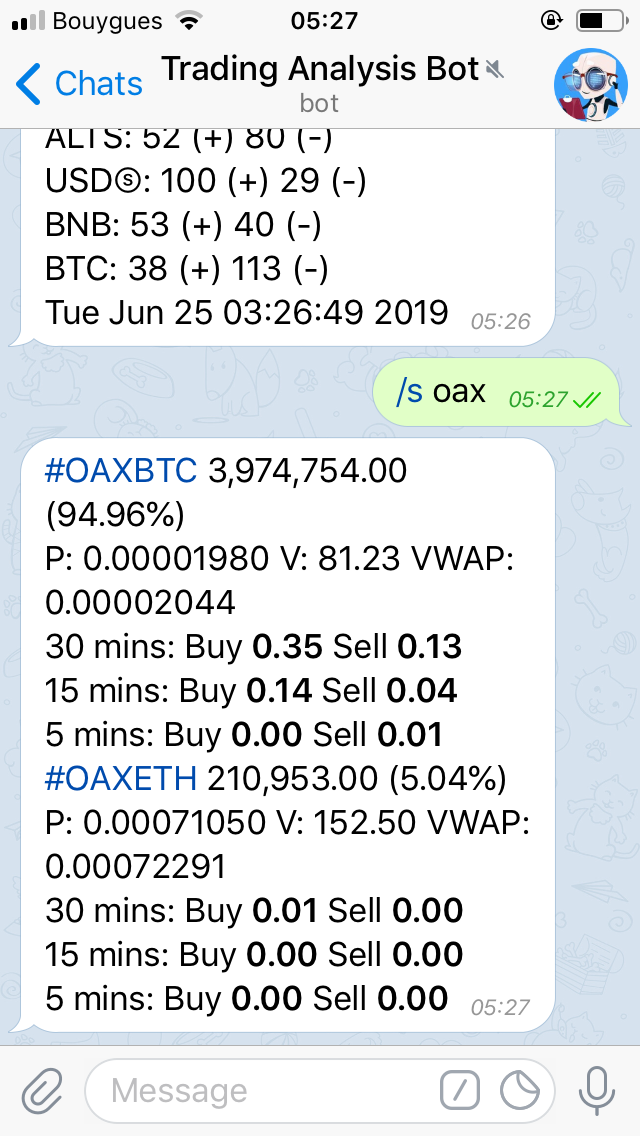 Bouygues 05:27
Chats Trading Analysis Bot
bot
ALTS: 52 (+) 80 (-)
USDⓈ: 100 (+) 29 (-)
BNB: 53 (+) 40 (-)
BTC: 38 (+) 113 (-)
Tue Jun 25 03:26:49 2019 05:26
/s oax 05:27
#OAXBTC 3,974,754.00
(94.96%)
P: 0.00001980 V: 81.23 VWAP:
0.00002044
30 mins: Buy 0.35 Sell 0.13
15 mins: Buy 0.14 Sell 0.04
5 mins: Buy 0.00 Sell 0.01
#OAXETH 210,953.00 (5.04%)
P: 0.00071050 V: 152.50 VWAP:
0.00072291
30 mins: Buy 0.01 Sell 0.00
15 mins: Buy 0.00 Sell 0.00
5 mins: Buy 0.00 Sell 0.00 05:27
Message